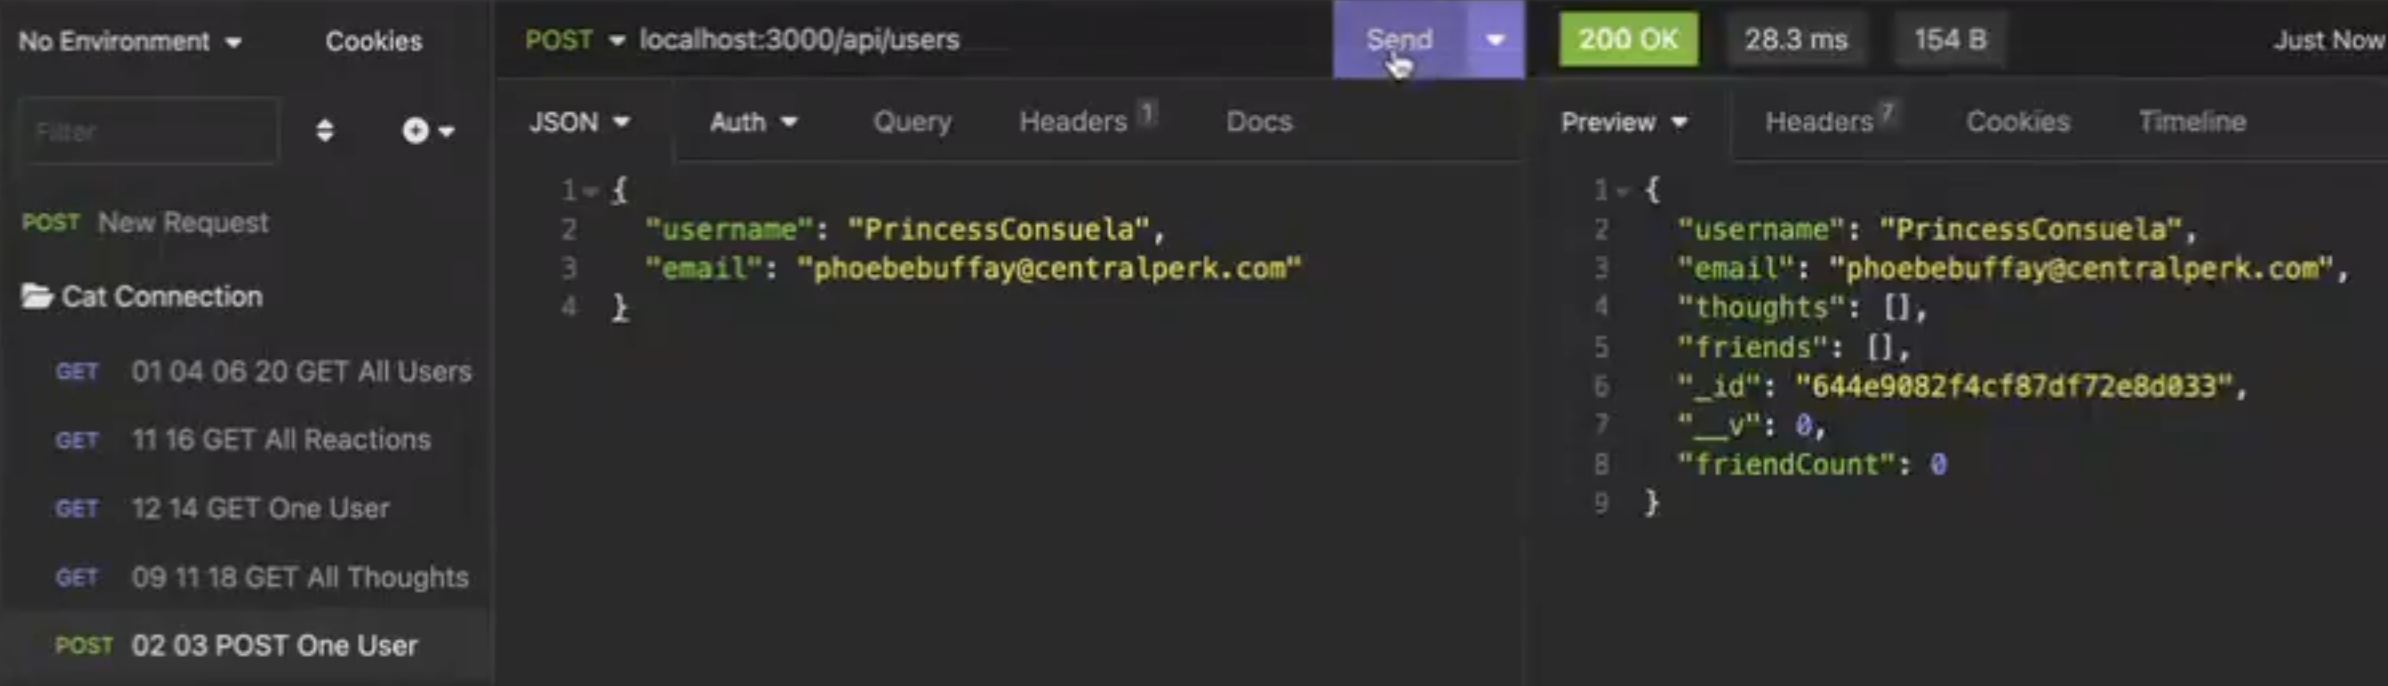 No Environment
Cookies
Filter
POST New Request
Cat Connection
GET 01 04 06 20 GET All Users
GET 11 16 GET All Reactions
GET 12 14 GET One User
GET 09 11 18 GET All Thoughts
POST 02 03 POST One User
POST localhost:3000/api/users
Send
JSON Auth Query Headers 1 Docs
1 {
2 "username": "PrincessConsuela",
3 "email": "phoebebuffay@centralperk.com"
4 }
200 OK 28.3 ms 154 B Just Now
Preview Headers 7 Cookies Timeline
1 {
2 "username": "PrincessConsuela",
3 "email": "phoebebuffay@centralperk.com",
4 "thoughts": [],
5 "friends": [],
6 "_id": "644e9082f4cf87df72e8d033",
7 "__v": 0,
8 "friendCount": 0
9 }